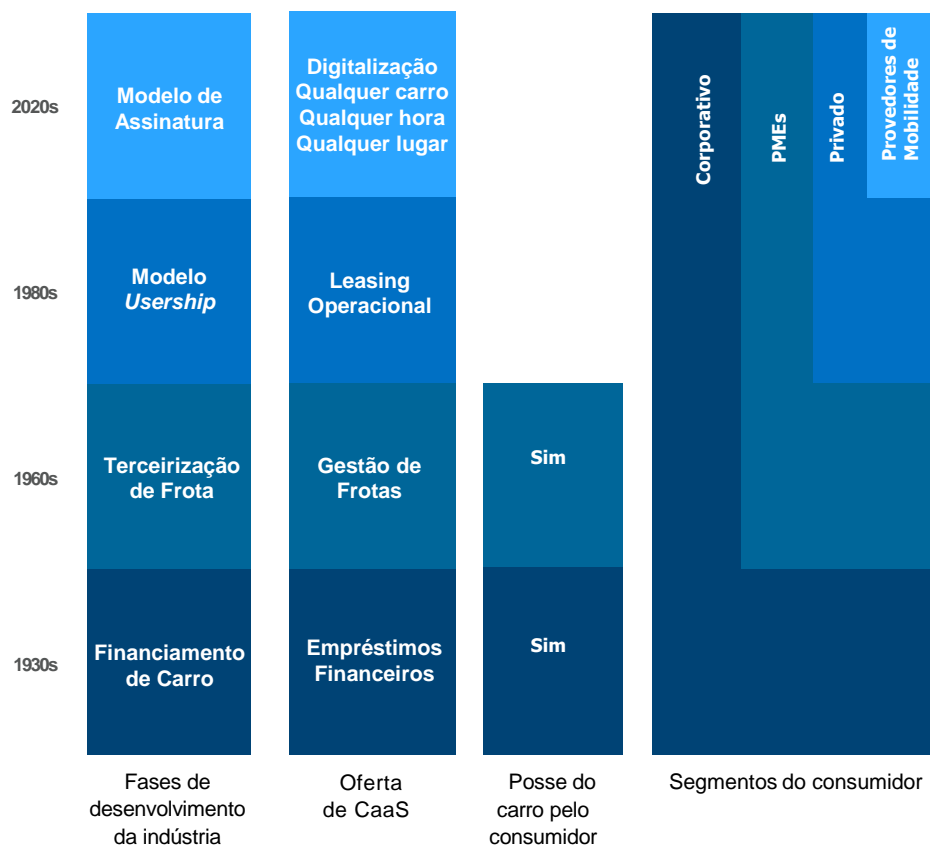 2020s
Modelo de
Assinatura
Digitalização
Qualquer carro
Qualquer hora
Qualquer lugar
Corporativo
PMEs
Privado
Provedores de
Mobilidade
1980s
Modelo
Usership
Leasing
Operacional
1960s
Terceirização
de Frota
Gestão de
Frotas
Sim
1930s
Financiamento
de Carro
Empréstimos
Financeiros
Sim
Fases de
desenvolvimento
da indústria
Oferta
de CaaS
Posse do
carro pelo
consumidor
Segmentos do consumidor